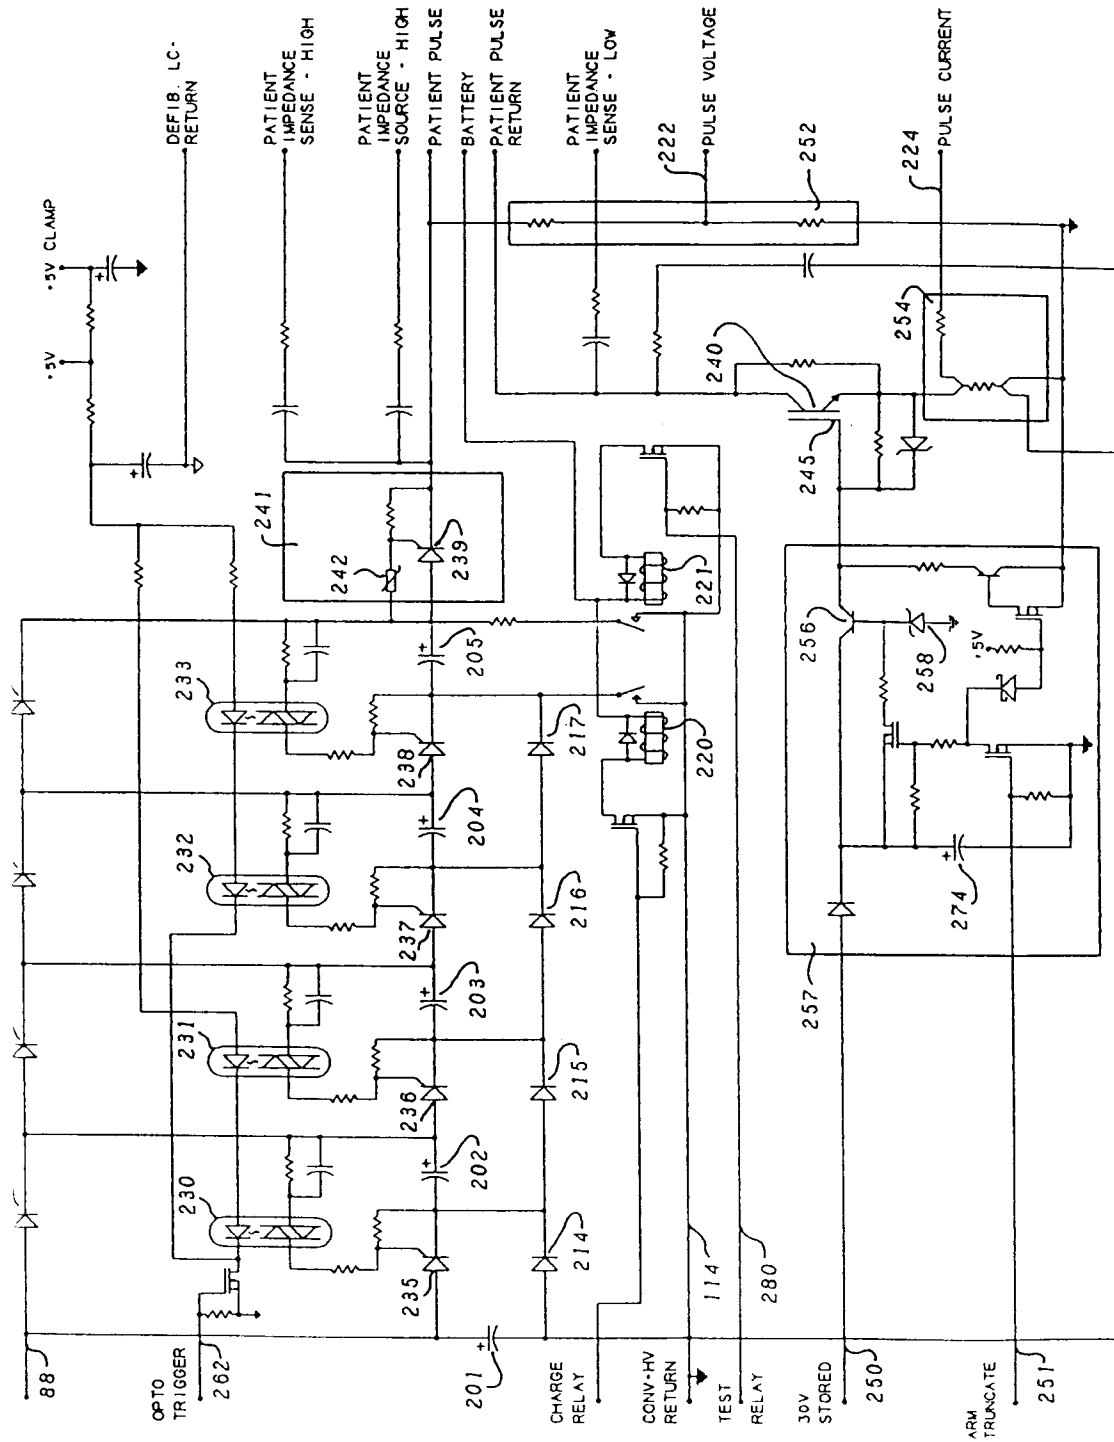 +5V CLAMP
+5V
DEFIB. LC-
RETURN
PATIENT
IMPEDANCE
SENSE - HIGH
PATIENT
IMPEDANCE
SOURCE - HIGH
PATIENT PULSE
BATTERY
PATIENT PULSE
RETURN
PATIENT
IMPEDANCE
SENSE - LOW
222
PULSE VOLTAGE
252
PULSE CURRENT
224
254
240
245
241
242
239
221
220
205
233
238
217
204
232
237
216
203
231
236
215
202
230
235
214
201
256
258
+5V
274
257
88
OPTO
TRIGGER
262
CHARGE
RELAY
CONV-HV
RETURN
114
TEST
RELAY
280
30V
STORED
250
ARM
TRUNCATE
251
+
+
+
+
+
+
+
+